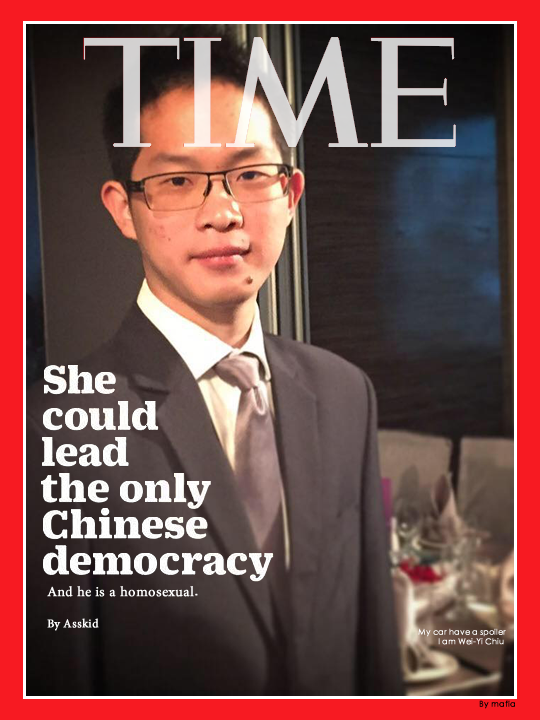 TIME
She
could
lead
the only
Chinese
democracy
And he is a homosexual.
By Asskid
My car have a spoiler
I am Wei-Yi Chiu
By matia